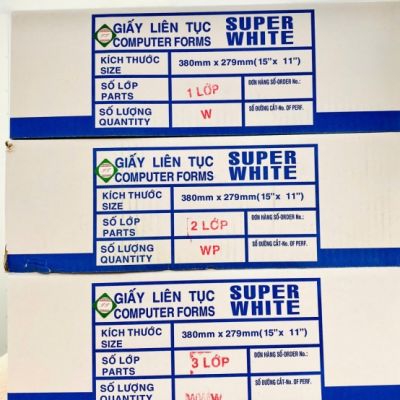 GIẤY LIÊN TỤC SUPER
COMPUTER FORMS WHITE
KÍCH THƯỚC
SIZE
380mm x 279mm(15"x 11")
SỐ LỚP
PARTS
1 LỚP
ĐƠN HÀNG SỐ-ORDER No.:
SỐ LƯỢNG
QUANTITY
W
SỐ ĐƯỜNG CẮT-No. OF PERF.
GIẤY LIÊN TỤC SUPER
COMPUTER FORMS WHITE
KÍCH THƯỚC
SIZE
380mm x 279mm(15"x 11")
SỐ LỚP
PARTS
2 LỚP
ĐƠN HÀNG SỐ-ORDER No.:
SỐ LƯỢNG
QUANTITY
WP
SỐ ĐƯỜNG CẮT-No. OF PERF.
GIẤY LIÊN TỤC SUPER
COMPUTER FORMS WHITE
KÍCH THƯỚC
SIZE
380mm x 279mm(15"x 11")
SỐ LỚP
PARTS
3 LỚP
ĐƠN HÀNG SỐ-ORDER No.:
SỐ LƯỢNG
SỐ ĐƯỜNG CẮT-No. OF PERF.